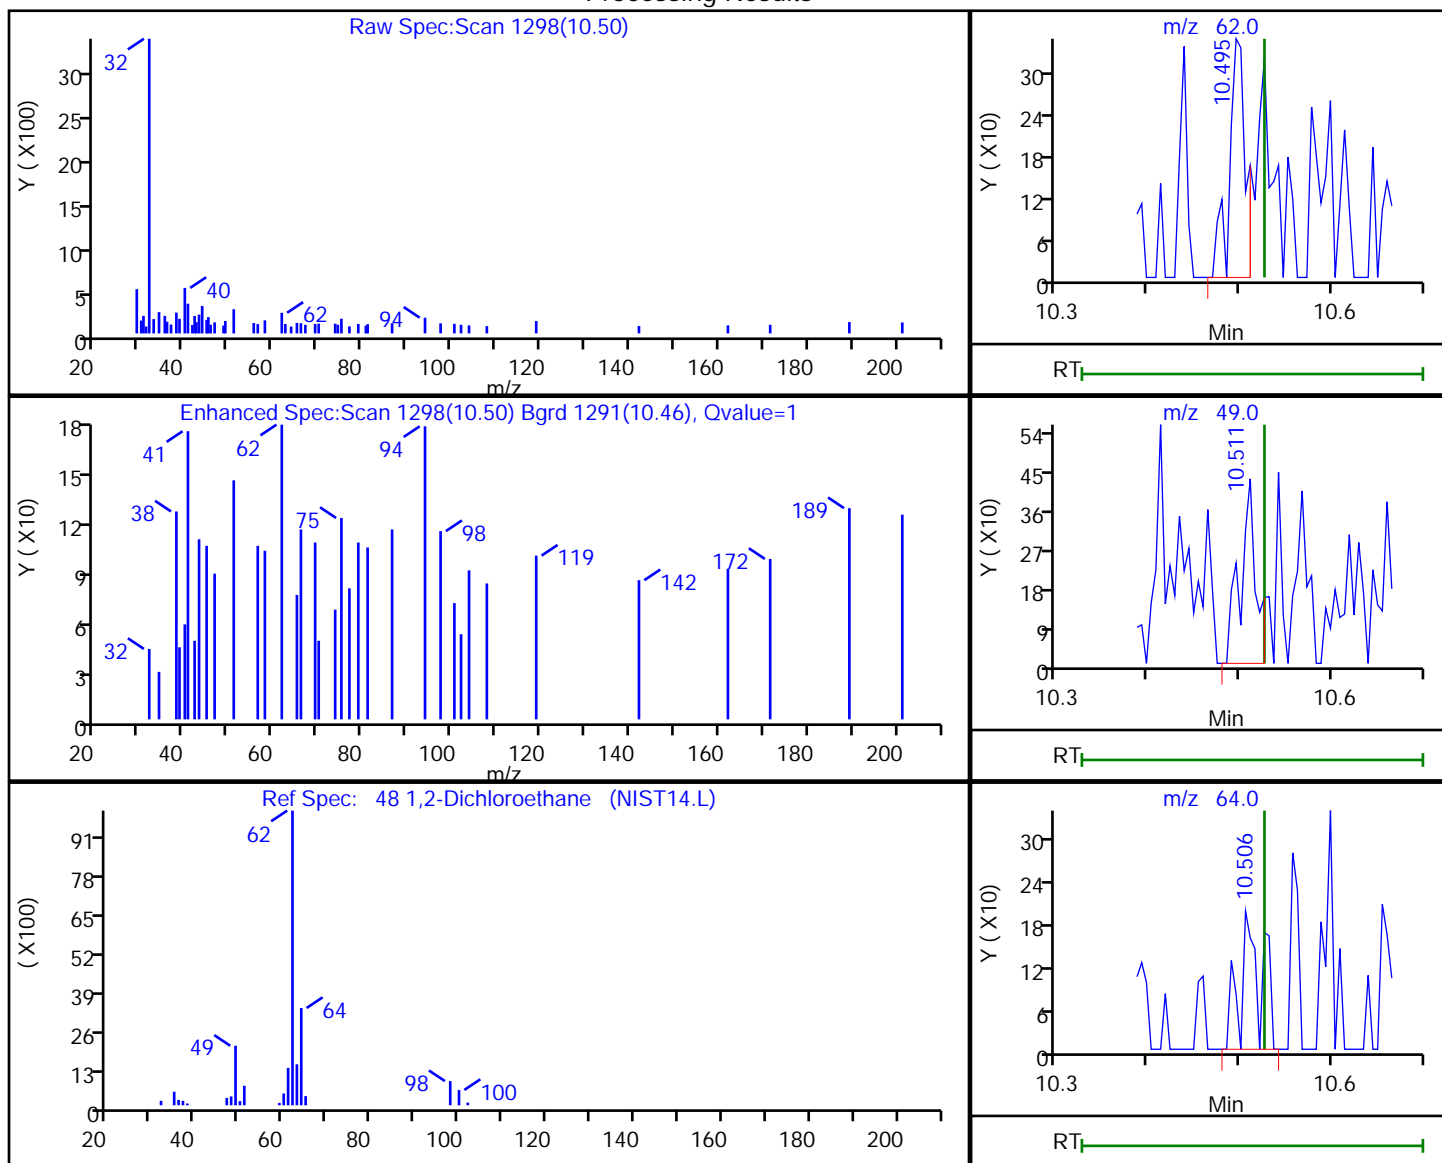 Processing Results
Raw Spec:Scan 1298(10.50)
Y ( X100)
30
25
20
15
10
5
0
32
40
62
94
20 40 60 80 100 120 140 160 180 200
m/z
m/z 62.0
Y ( X10)
30
24
18
12
6
0
10.495
10.3 10.6
Min
RT
Enhanced Spec:Scan 1298(10.50) Bgrd 1291(10.46), Qvalue=1
Y ( X10)
18
15
12
9
6
3
0
41
62
94
38
75
98
32
119
142
172
189
20 40 60 80 100 120 140 160 180 200
m/z
m/z 49.0
Y ( X10)
54
45
36
27
18
9
0
10.511
10.3 10.6
Min
RT
Ref Spec: 48 1,2-Dichloroethane (NIST14.L)
( X100)
91
78
65
52
39
26
13
0
62
64
49
98
100
20 40 60 80 100 120 140 160 180 200
m/z 64.0
Y ( X10)
30
24
18
12
6
0
10.506
10.3 10.6
Min
RT